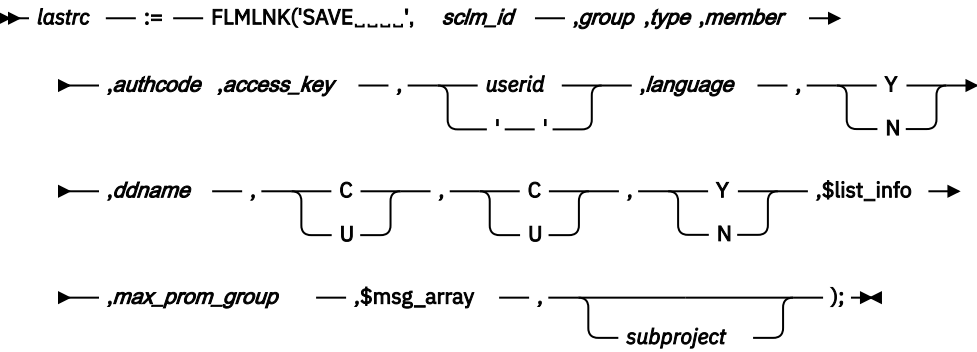 lastrc := FLMLNK('SAVE␣␣␣␣', sclm_id ,group ,type ,member
,authcode ,access_key , userid ,language , Y
' ' N
,ddname , C , C , Y ,$list_info
U U N
,max_prom_group ,$msg_array , );
subproject